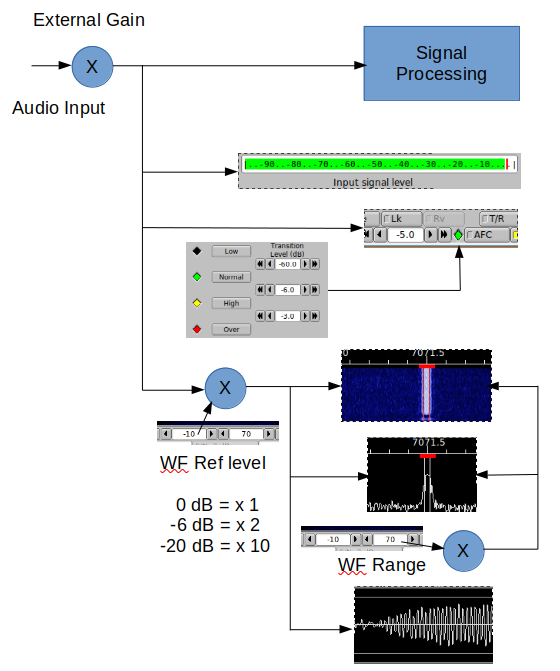 External Gain
X
Audio Input
Signal
Processing
|...-90...-80...-70...-60...-50...-40...-30...-20...-10....|
Input signal level
Lk
Rv
T/R
-5.0
AFC
Transition
Level (dB)
Low
-60.0
Normal
-6.0
High
-3.0
Over
X
-10
70
WF Ref level
0 dB = x 1
-6 dB = x 2
-20 dB = x 10
0
7071.5
7071.5
-10
70
X
WF Range